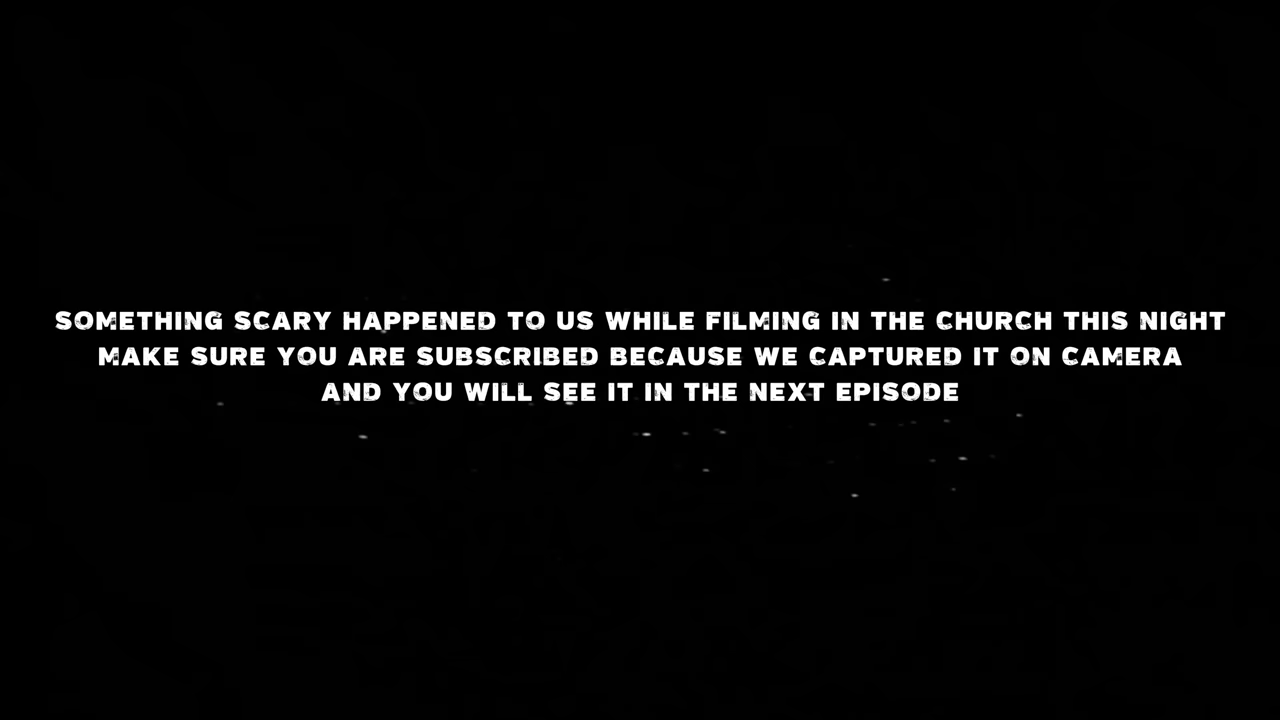 SOMETHING SCARY HAPPENED TO US WHILE FILMING IN THE CHURCH THIS NIGHT
MAKE SURE YOU ARE SUBSCRIBED BECAUSE WE CAPTURED IT ON CAMERA
AND YOU WILL SEE IT IN THE NEXT EPISODE